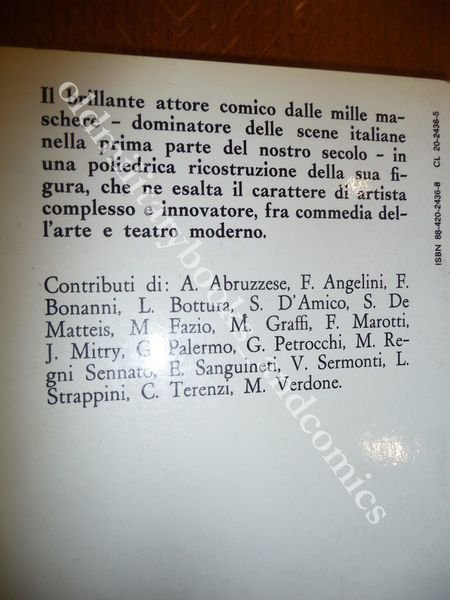 Il brillante attore comico dalle mille ma-
schere - dominatore delle scene italiane
nella prima parte del nostro secolo - in
una poliedrica ricostruzione della sua fi-
gura, che ne esalta il carattere di artista
complesso e innovatore, fra commedia del-
l'arte e teatro moderno.
Contributi di: A. Abruzzese, F. Angelini, F.
Bonanni, L. Bottura, S. D'Amico, S. De
Matteis, M. Fazio, M. Graffi, F. Marotti,
J. Mitry, G. Palermo, G. Petrocchi, M. Re-
gni Sennato, E. Sanguineti, V. Sermonti, L.
Strappini, C. Terenzi, M. Verdone.
ISBN 88-420-2436-8 CL 20-2436-5